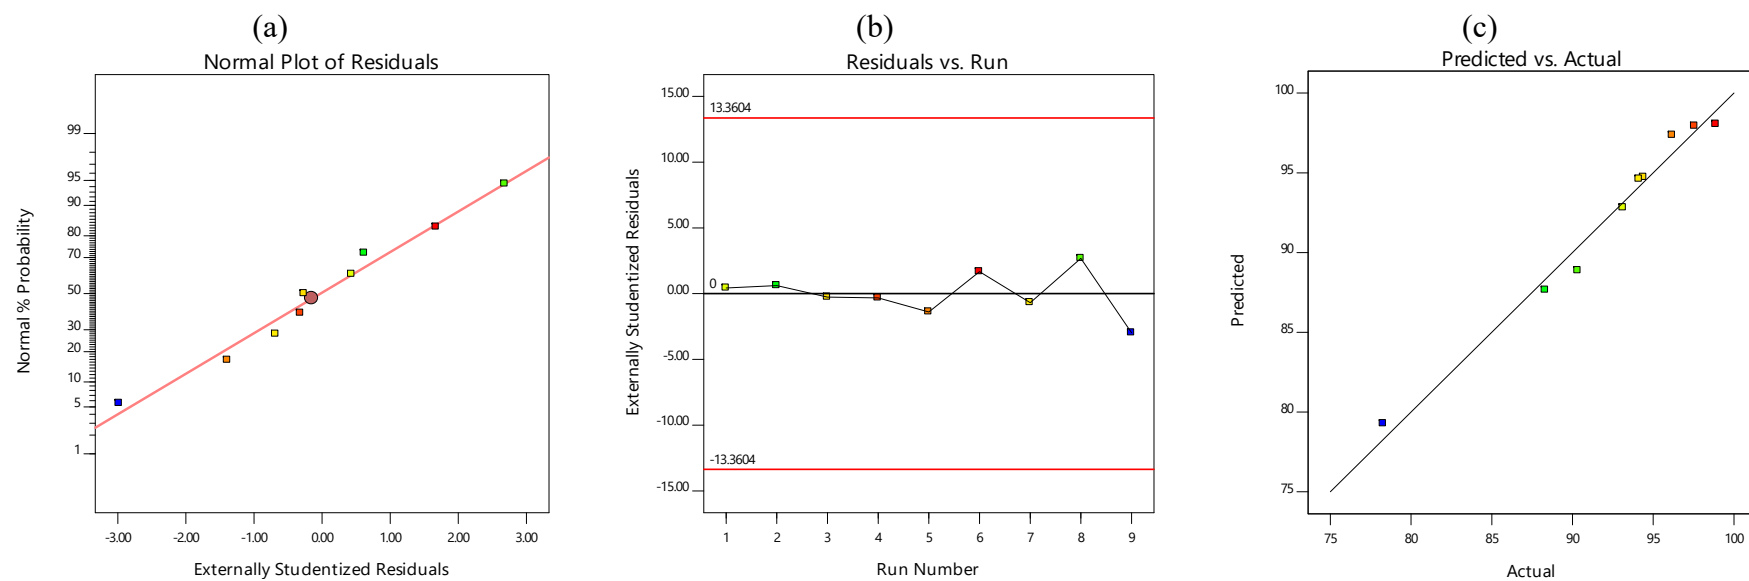 (a)
Normal Plot of Residuals
Normal % Probability
99
95
90
80
70
50
30
20
10
5
1
-3.00 -2.00 -1.00 0.00 1.00 2.00 3.00
Externally Studentized Residuals
(b)
Residuals vs. Run
Externally Studentized Residuals
15.00
13.3604
10.00
5.00
0
0.00
-5.00
-10.00
-13.3604
-15.00
1 2 3 4 5 6 7 8 9
Run Number
(c)
Predicted vs. Actual
Predicted
100
95
90
85
80
75
75 80 85 90 95 100
Actual